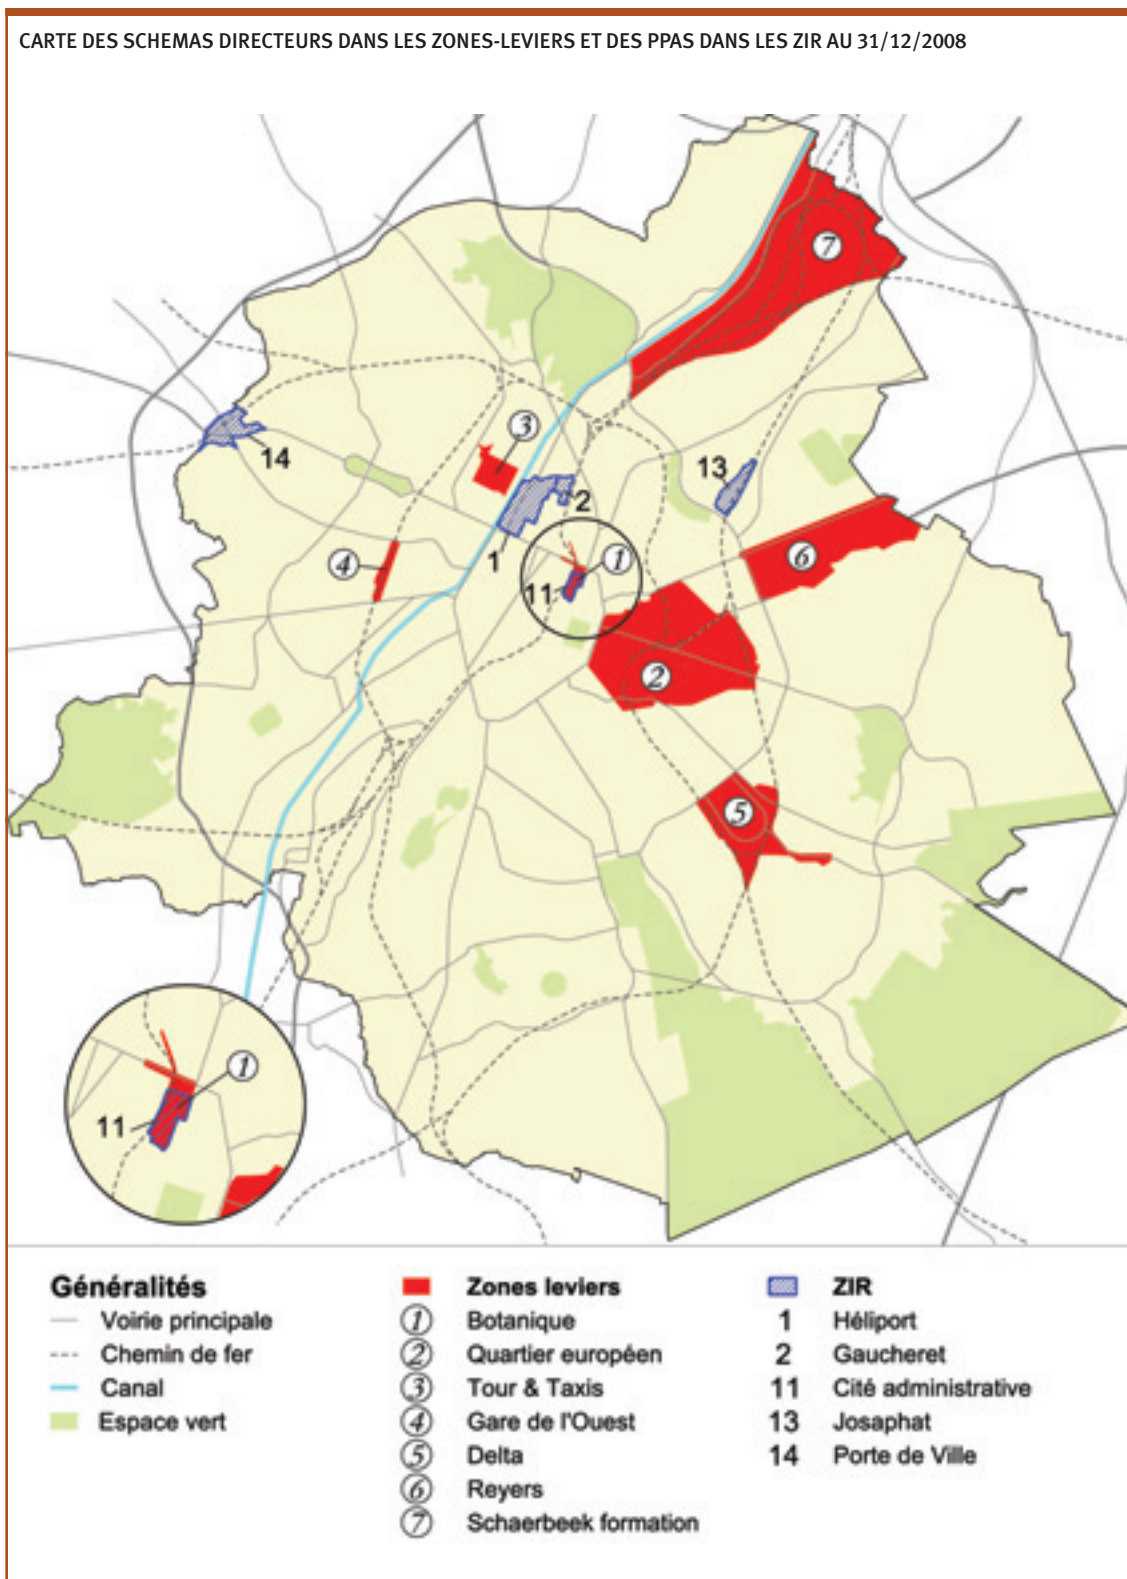 CARTE DES SCHEMAS DIRECTEURS DANS LES ZONES-LEVIERS ET DES PPAS DANS LES ZIR AU 31/12/2008
7
3
14
13
2
1
4
1
6
11
2
5
1
11
Généralités
Voirie principale
Chemin de fer
Canal
Espace vert
Zones leviers
1 Botanique
2 Quartier européen
3 Tour & Taxis
4 Gare de l'Ouest
5 Delta
6 Reyers
7 Schaerbeek formation
ZIR
1 Héliport
2 Gaucheret
11 Cité administrative
13 Josaphat
14 Porte de Ville